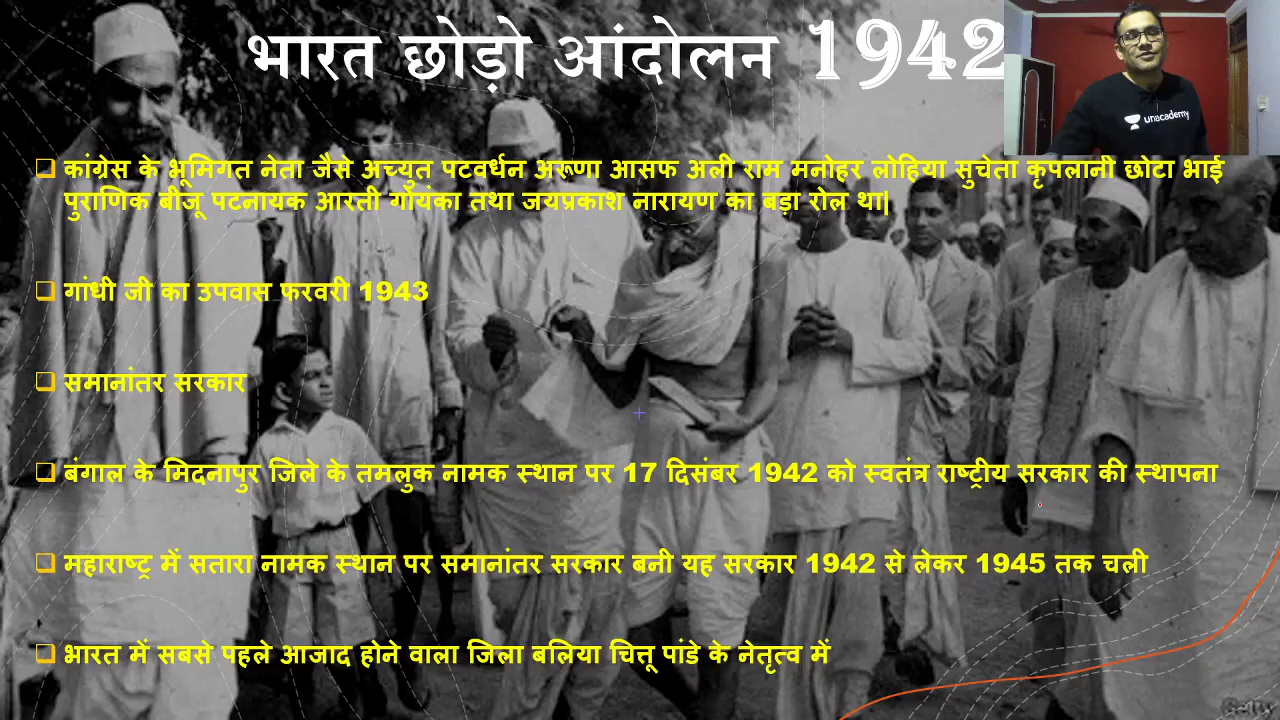 भारत छोड़ो आंदोलन 1942
unacademy
कांग्रेस के भूमिगत नेता जैसे अच्युत पटवर्धन अरूणा आसफ अली राम मनोहर लोहिया सुचेता कृपलानी छोटा भाई
पुराणिक बीजू पटनायक आरती गोयंका तथा जयप्रकाश नारायण का बड़ा रोल था|
गांधी जी का उपवास फरवरी 1943
समानांतर सरकार
बंगाल के मिदनापुर जिले के तमलुक नामक स्थान पर 17 दिसंबर 1942 को स्वतंत्र राष्ट्रीय सरकार की स्थापना
महाराष्ट्र में सतारा नामक स्थान पर समानांतर सरकार बनी यह सरकार 1942 से लेकर 1945 तक चली
भारत में सबसे पहले आजाद होने वाला जिला बलिया चित्तू पांडे के नेतृत्व में